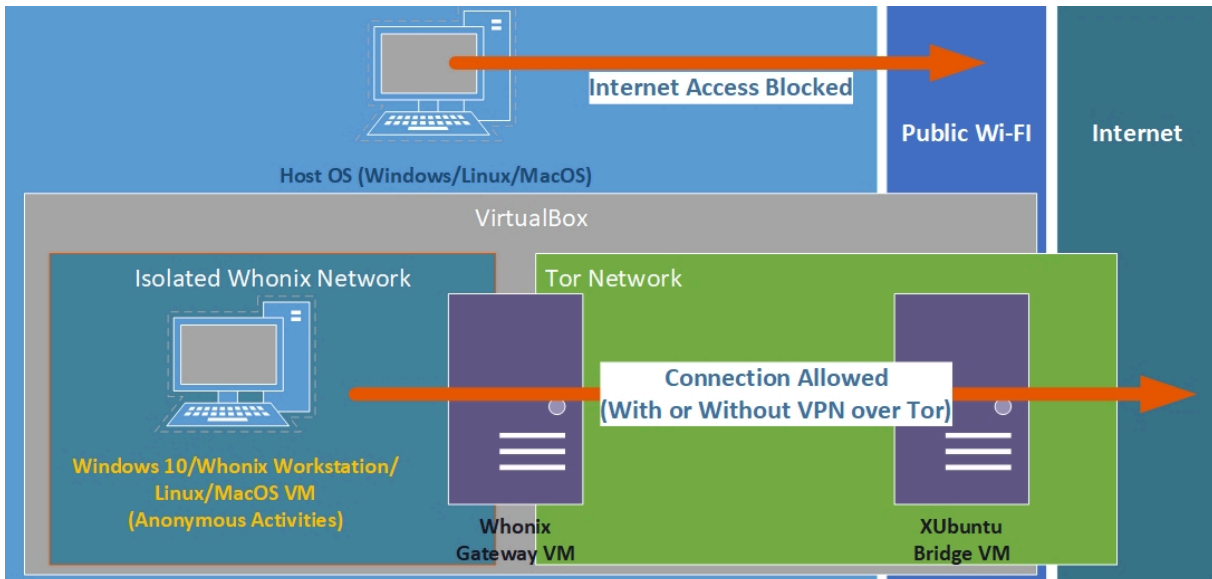 Internet Access Blocked
Public Wi-FI
Internet
Host OS (Windows/Linux/MacOS)
VirtualBox
Isolated Whonix Network
Tor Network
Connection Allowed
(With or Without VPN over Tor)
Windows 10/Whonix Workstation/
Linux/MacOS VM
(Anonymous Activities)
Whonix
Gateway VM
XUbuntu
Bridge VM